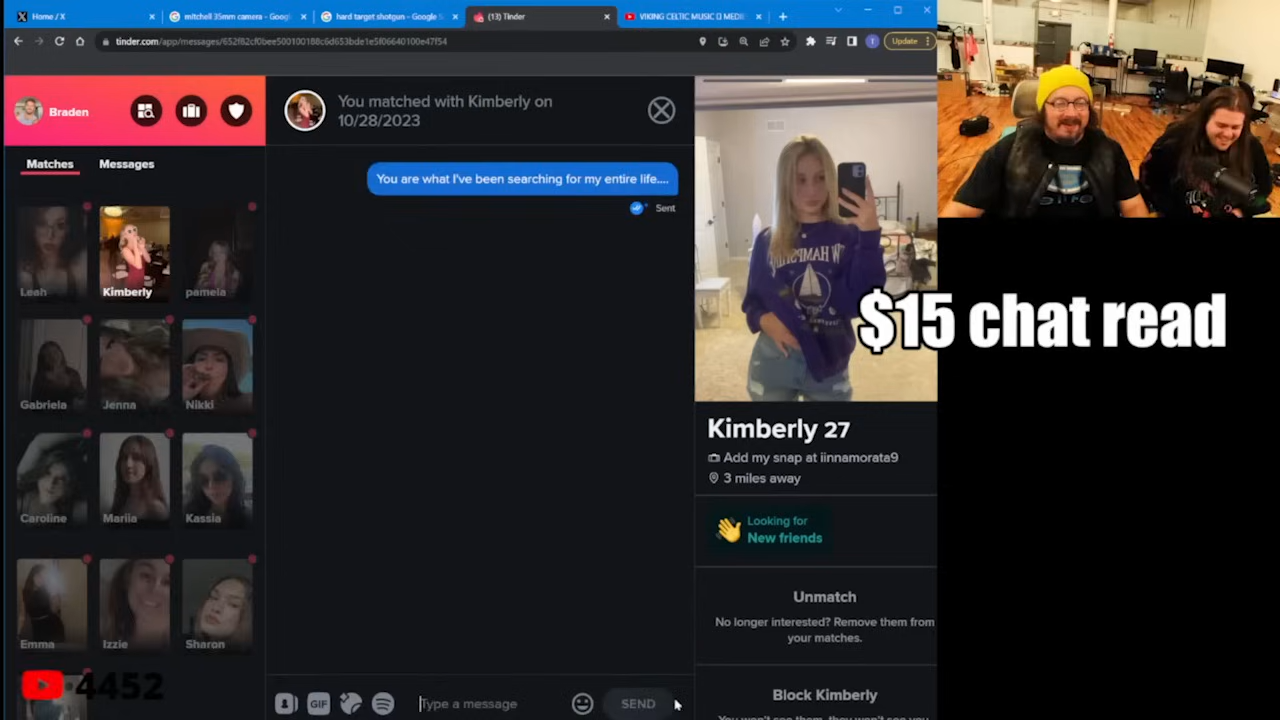 Home / X
mitchell 35mm camera - Googl
hard target shotgun - Google S
(13) Tinder
VIKING CELTIC MUSIC
MEDI
tinder.com/app/messages/652f82cf0bee500100188c6d653bde1e5f06640100e47f54
T
Update
Braden
Matches
Messages
Leah
Kimberly
pamela
Gabriela
Jenna
Nikki
Caroline
Mariia
Kassia
Emma
Izzie
Sharon
4452
You matched with Kimberly on
10/28/2023
You are what I've been searching for my entire life....
Sent
GIF
Type a message
SEND
Kimberly 27
Add my snap at iinnamorata9
3 miles away
Looking for
New friends
Unmatch
No longer interested? Remove them from
your matches.
Block Kimberly
$15 chat read